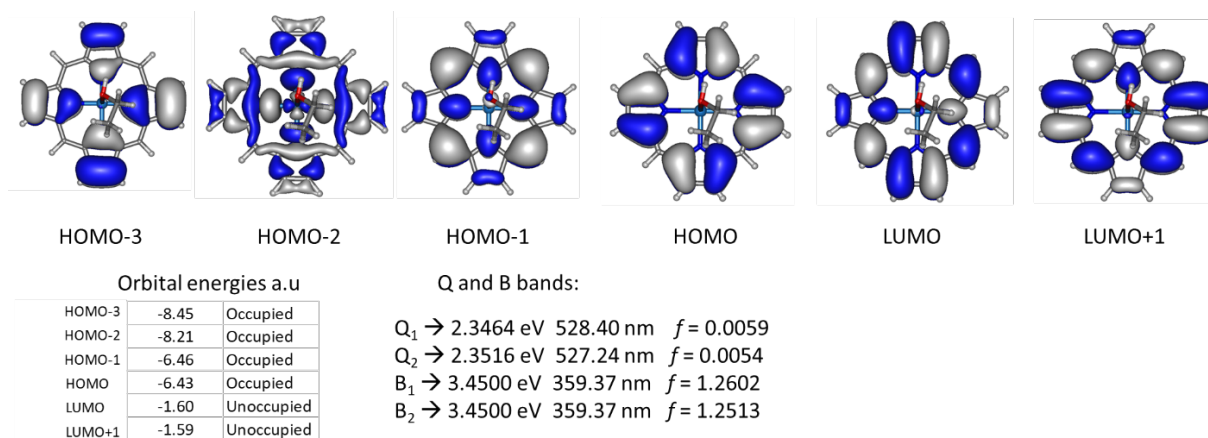 HOMO-3 HOMO-2 HOMO-1 HOMO LUMO LUMO+1
Orbital energies a.u
HOMO-3 -8.45 Occupied
HOMO-2 -8.21 Occupied
HOMO-1 -6.46 Occupied
HOMO -6.43 Occupied
LUMO -1.60 Unoccupied
LUMO+1 -1.59 Unoccupied
Q and B bands:
Q₁ → 2.3464 eV 528.40 nm f = 0.0059
Q₂ → 2.3516 eV 527.24 nm f = 0.0054
B₁ → 3.4500 eV 359.37 nm f = 1.2602
B₂ → 3.4500 eV 359.37 nm f = 1.2513